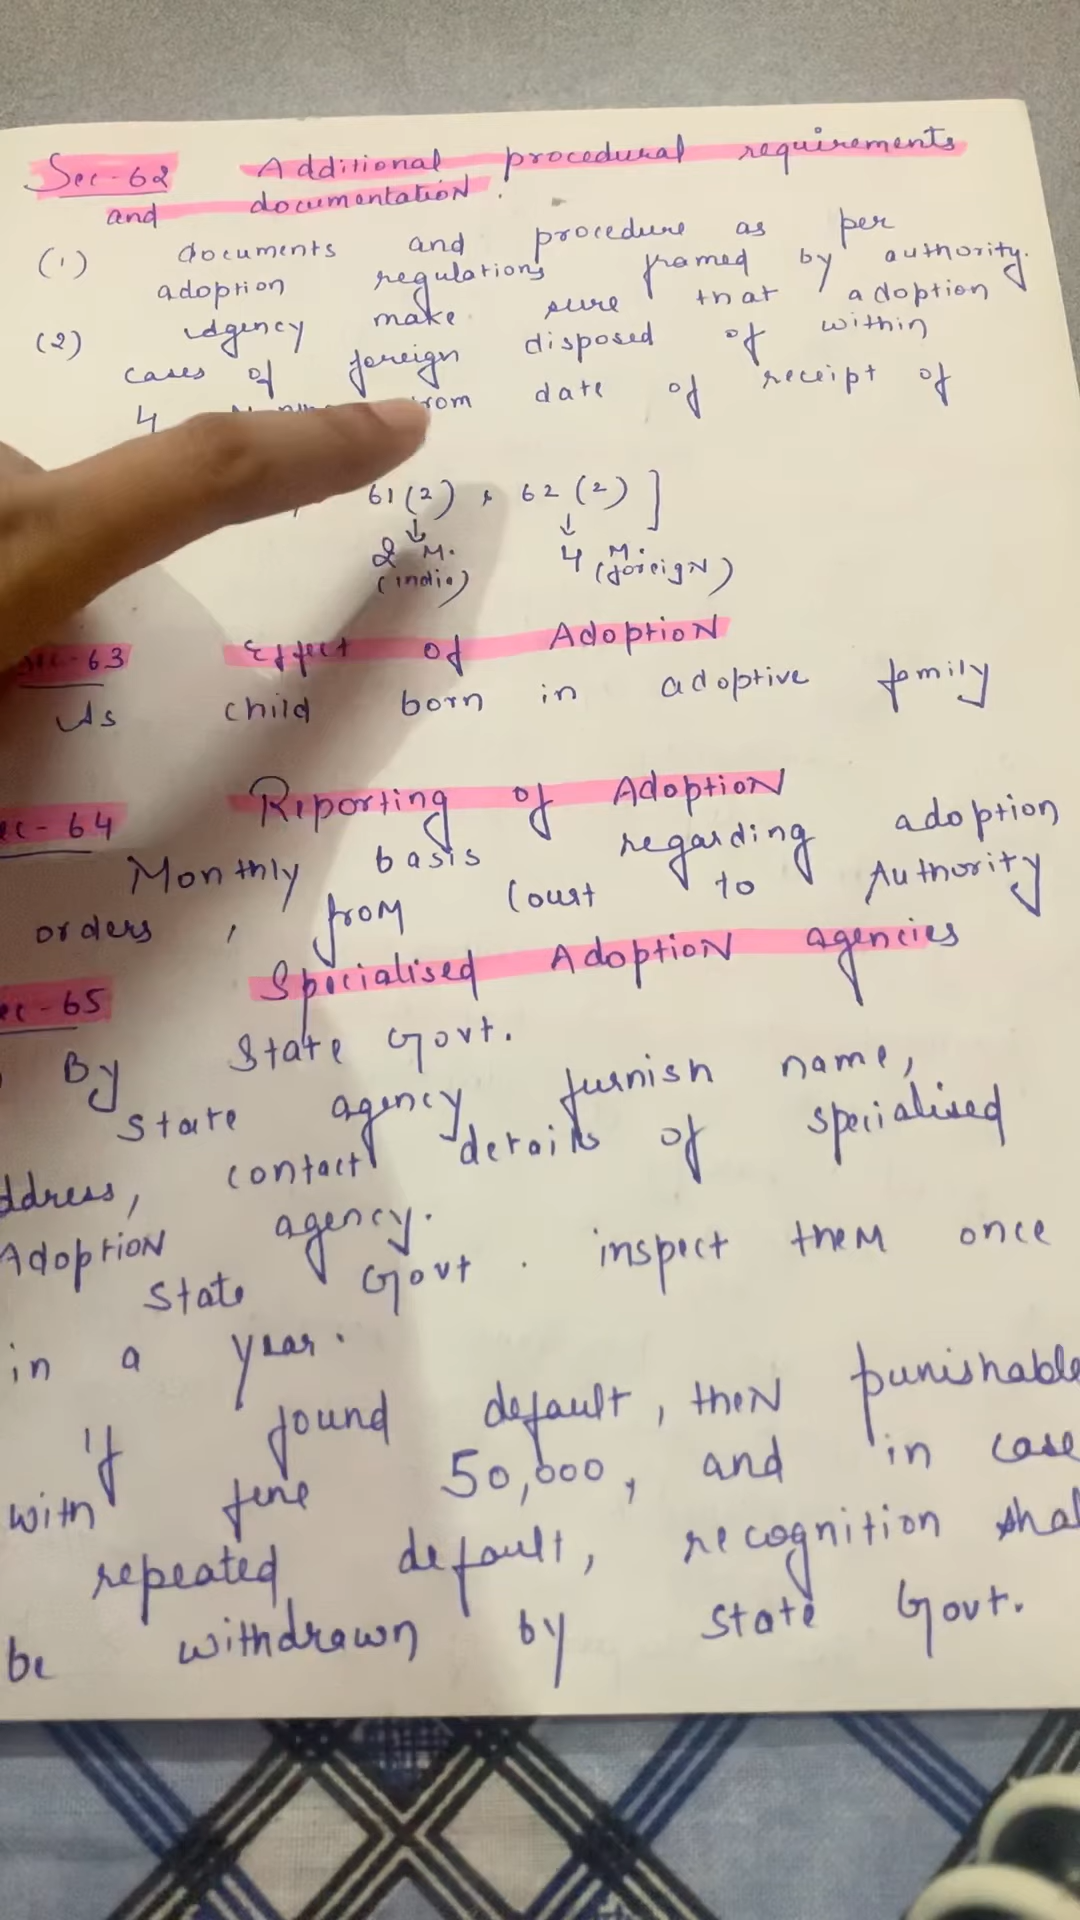 Sec-62 Additional procedural requirements
and documentation.
(1) documents and procedure as per
adoption regulations framed by authority.
(2) Agency make sure that adoption
cases of foreign disposed of within
4 from date of receipt of
61(2) & 62(2)]
↓ ↓
2 M. 4 M.
(india) (foreign)
Sec-63 Effect of Adoption
As child born in adoptive family
ec-64 Reporting of Adoption
Monthly basis regarding adoption
orders, from Court to Authority
ec-65 Specialised Adoption agencies
By State Govt.
state agency furnish name,
ddress, contact details of specialised
Adoption agency.
State Govt. inspect them once
in a year.
if found default, then punishable
with fine 50,000, and in case
repeated default, recognition shal
be withdrawn by State Govt.